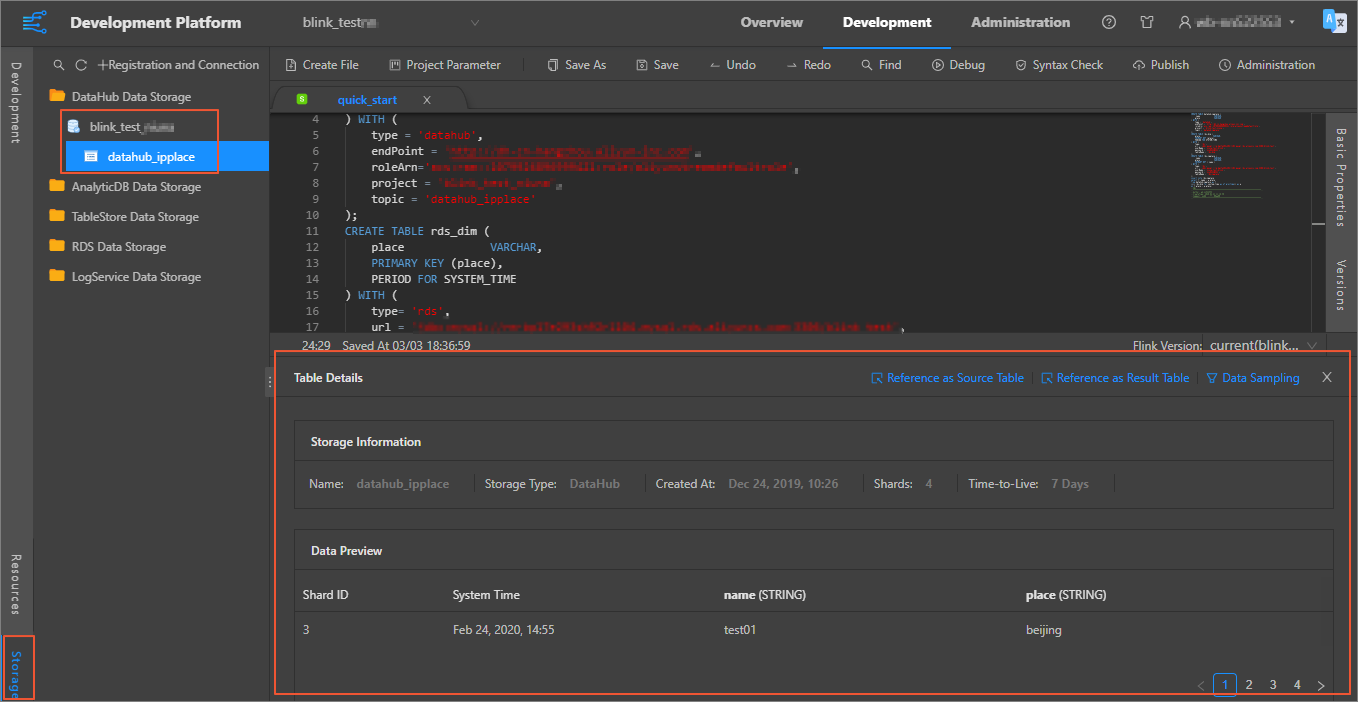 Development Platform
blink_test
Overview
Development
Administration
A
Development
Resources
Storage
+Registration and Connection
DataHub Data Storage
blink_test_
datahub_ipplace
AnalyticDB Data Storage
TableStore Data Storage
RDS Data Storage
LogService Data Storage
Create File
Project Parameter
Save As
Save
Undo
Redo
Find
Debug
Syntax Check
Publish
Administration
S quick_start X
4 ) WITH (
5 type = 'datahub',
6 endPoint =
7 roleArn=
8 project =
9 topic = 'datahub_ipplace'
10 );
11 CREATE TABLE rds_dim (
12 place VARCHAR,
13 PRIMARY KEY (place),
14 PERIOD FOR SYSTEM_TIME
15 ) WITH (
16 type= 'rds',
17 url =
Basic Properties
Versions
24:29 Saved At 03/03 18:36:59
Flink Version: current(blink...
Table Details
Reference as Source Table
Reference as Result Table
Data Sampling
Storage Information
Name: datahub_ipplace
Storage Type: DataHub
Created At: Dec 24, 2019, 10:26
Shards: 4
Time-to-Live: 7 Days
Data Preview
Shard ID System Time name (STRING) place (STRING)
3 Feb 24, 2020, 14:55 test01 beijing
< 1 2 3 4 >